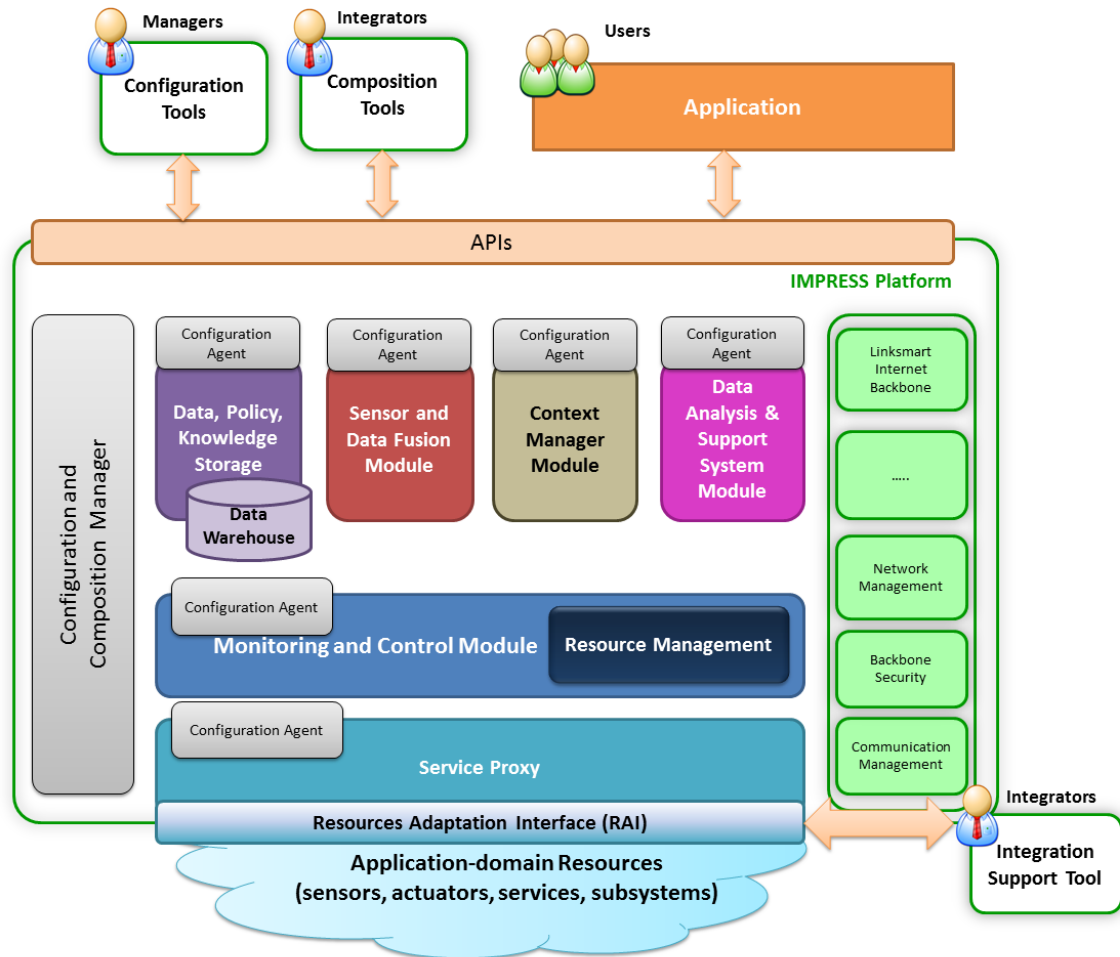 Managers
Integrators
Users
Configuration
Tools
Composition
Tools
Application
APIs
IMPRESS Platform
Configuration and
Composition Manager
Configuration
Agent
Data, Policy,
Knowledge
Storage
Data
Warehouse
Configuration
Agent
Sensor and
Data Fusion
Module
Configuration
Agent
Context
Manager
Module
Configuration
Agent
Data
Analysis &
Support
System
Module
Linksmart
Internet
Backbone
.....
Network
Management
Backbone
Security
Communication
Management
Configuration Agent
Monitoring and Control Module
Resource Management
Configuration Agent
Service Proxy
Resources Adaptation Interface (RAI)
Application-domain Resources
(sensors, actuators, services, subsystems)
Integrators
Integration
Support Tool